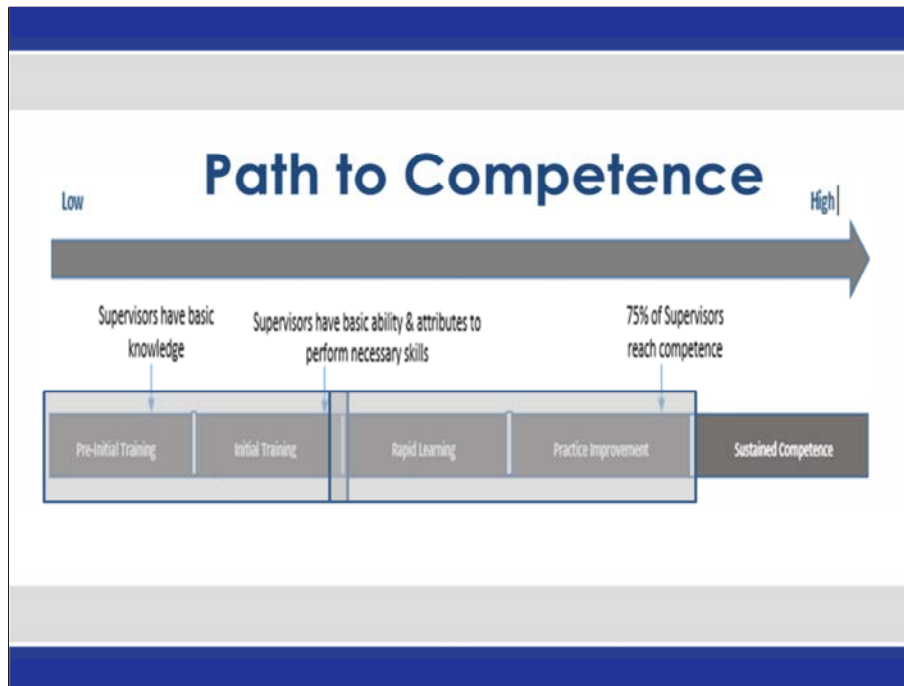 Path to Competence
Low
High
Supervisors have basic
knowledge
Supervisors have basic ability & attributes to
perform necessary skills
75% of Supervisors
reach competence
Pre-Initial Training
Initial Training
Rapid Learning
Practice Improvement
Sustained Competence